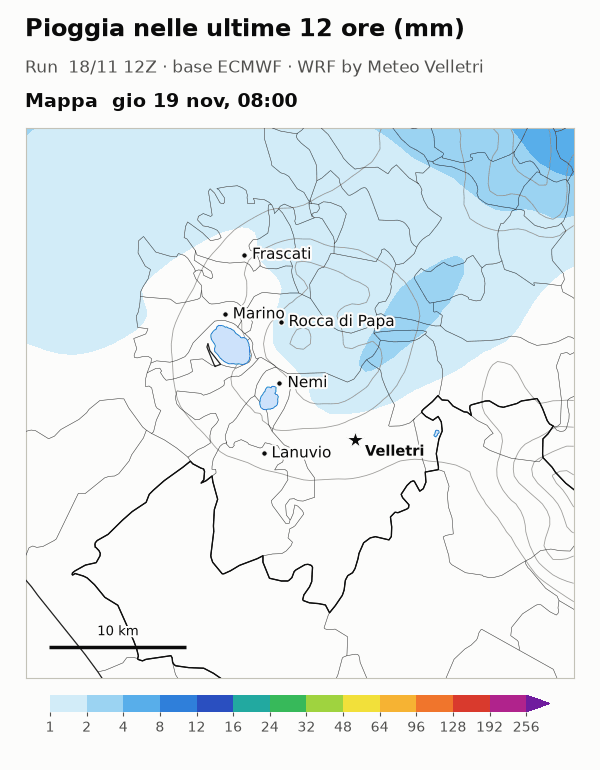 Pioggia nelle ultime 12 ore (mm)
Run  18/11 12Z · base ECMWF · WRF by Meteo Velletri
Mappa  gio 19 nov, 08:00
Frascati
Marino
Rocca di Papa
Nemi
Velletri
Lanuvio
10 km
1 2 4 8 12 16 24 32 48 64 96 128 192 256